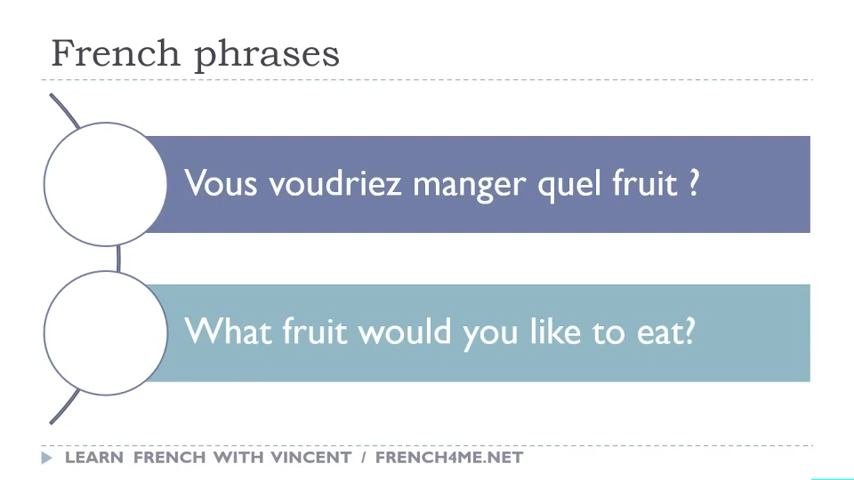 French phrases
Vous voudriez manger quel fruit ?
What fruit would you like to eat?
LEARN FRENCH WITH VINCENT / FRENCH4ME.NET